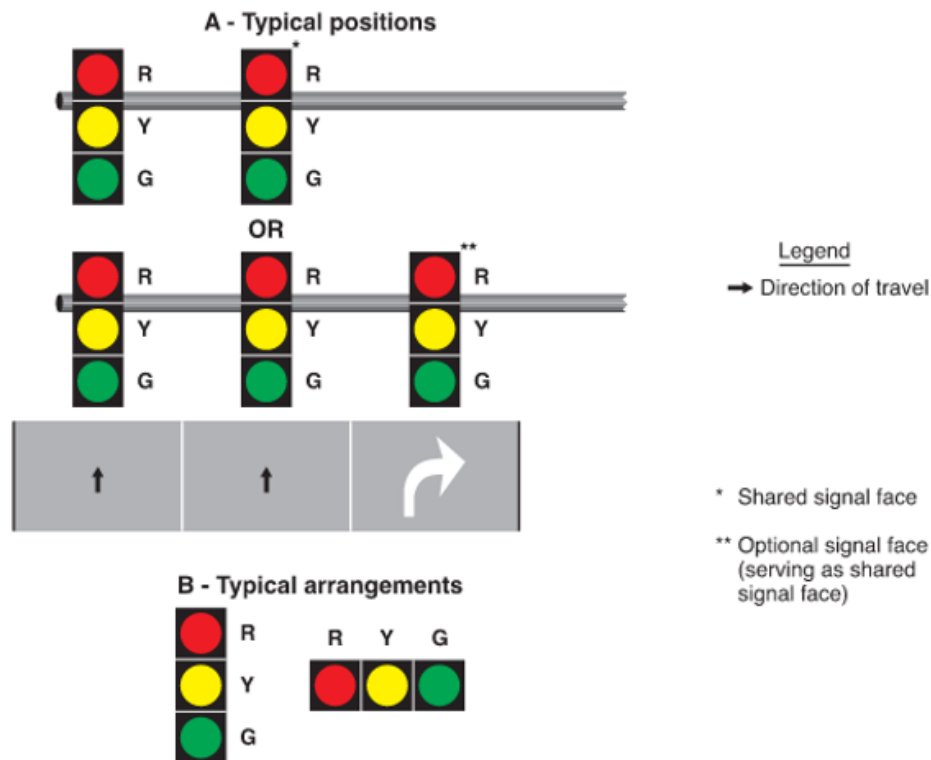 A - Typical positions
*
R R
Y Y
G G
OR
**
R R R
Y Y Y
G G G
Legend
Direction of travel
* Shared signal face
** Optional signal face
(serving as shared
signal face)
B - Typical arrangements
R
Y
G
R Y G